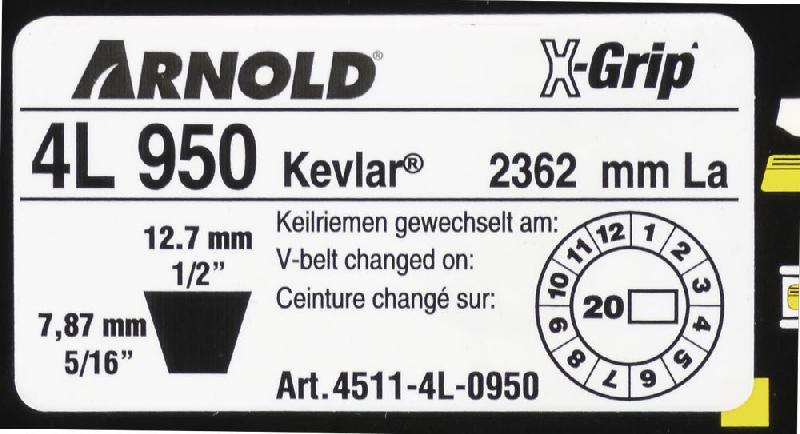 ARNOLD®
X-Grip
4L 950 Kevlar® 2362 mm La
12.7 mm
1/2”
7,87 mm
5/16”
Keilriemen gewechselt am:
V-belt changed on:
Ceinture changé sur:
1 2 3 4 5 6 7 8 9 10 11 12
20
Art.4511-4L-0950